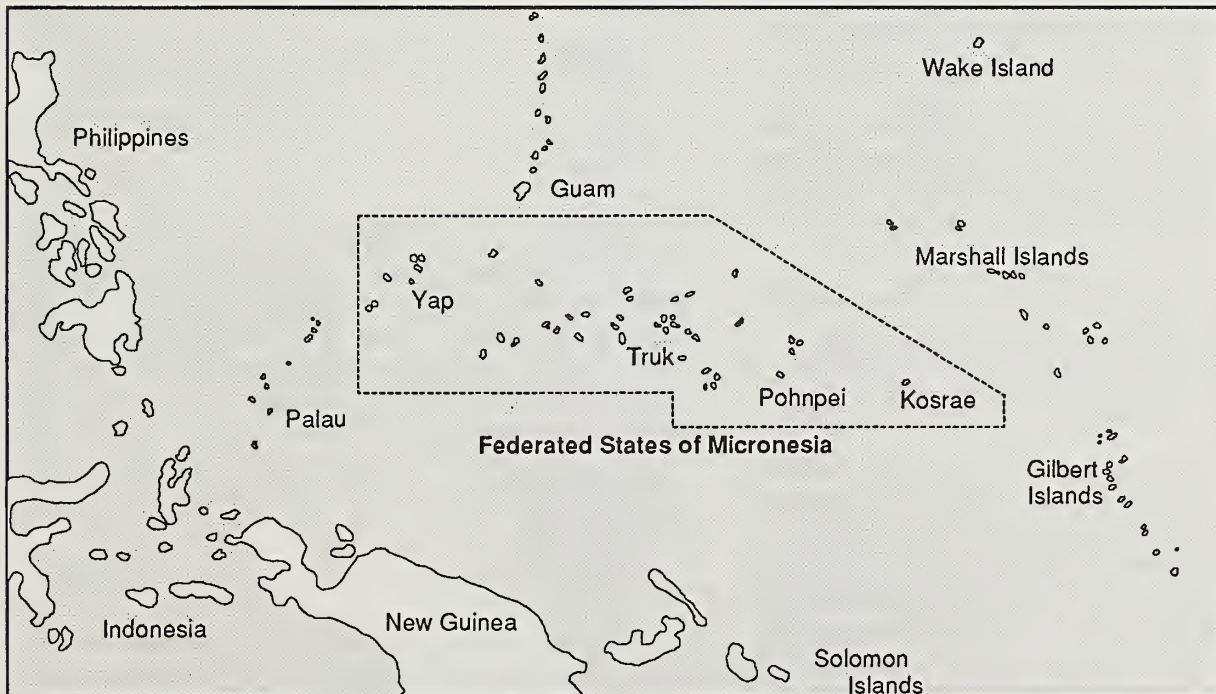 Wake Island
Philippines
Guam
Marshall Islands
Yap
Truk
Pohnpei
Kosrae
Palau
Federated States of Micronesia
Gilbert
Islands
Indonesia
New Guinea
Solomon
Islands